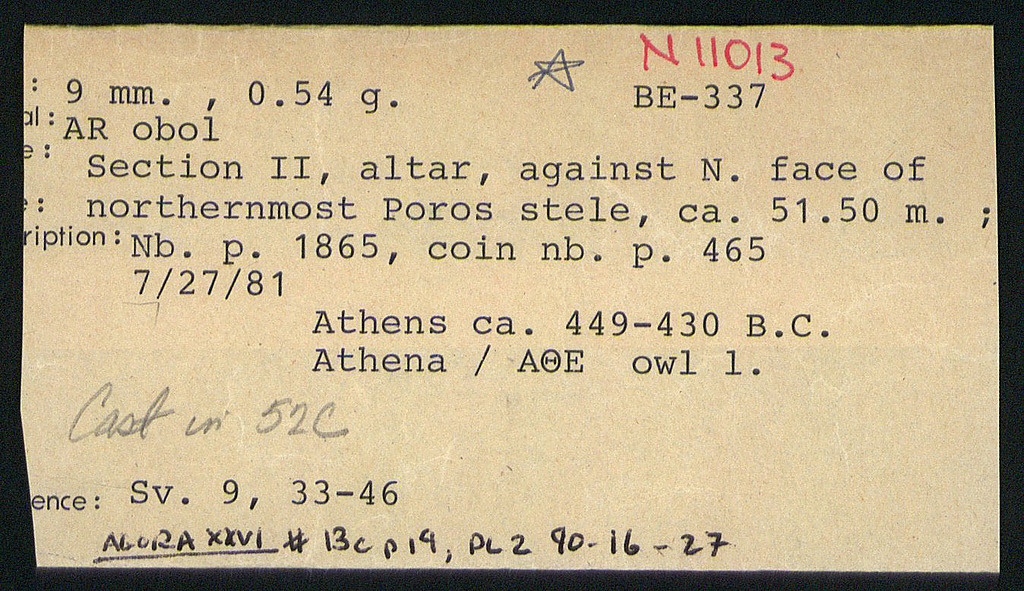 N 11013
: 9 mm. , 0.54 g. BE-337
al: AR obol
e: Section II, altar, against N. face of
: northernmost Poros stele, ca. 51.50 m. ;
ription: Nb. p. 1865, coin nb. p. 465
7/27/81
Athens ca. 449-430 B.C.
Athena / ΑΘΕ owl l.
Cast in 52C
ence: Sv. 9, 33-46
AGORA XXVI # 13c p 19, PL 2 90-16-27